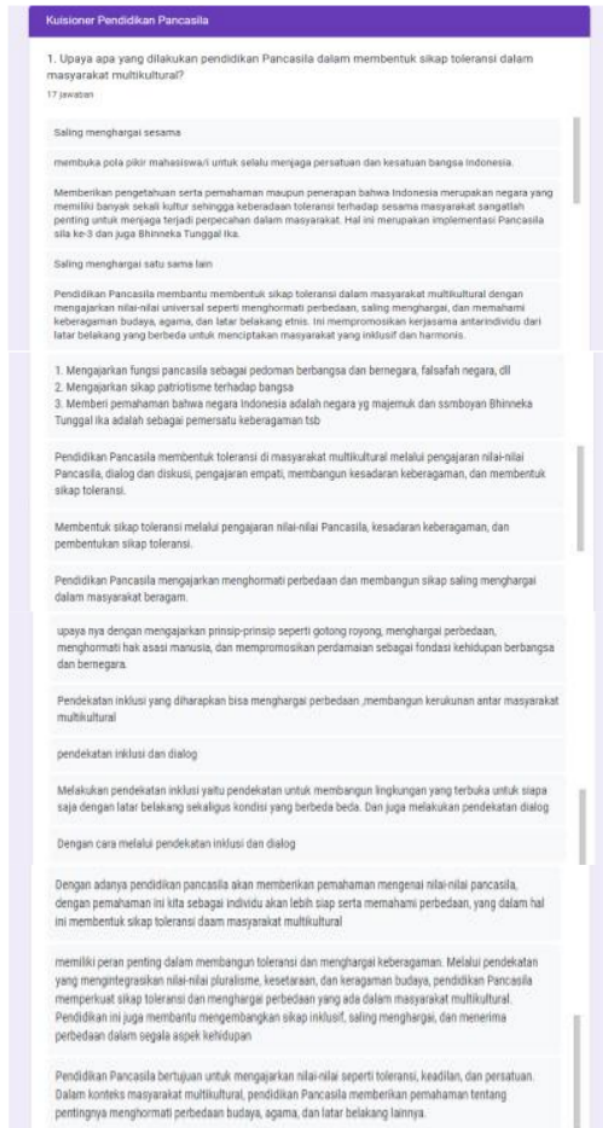 Kuisioner Pendidikan Pancasila
1. Upaya apa yang dilakukan pendidikan Pancasila dalam membentuk sikap toleransi dalam
masyarakat multikultural?
17 jawaban
Saling menghargai sesama
membuka pola pikir mahasiswa/i untuk selalu menjaga persatuan dan kesatuan bangsa Indonesia.
Memberikan pengetahuan serta pemahaman maupun penerapan bahwa Indonesia merupakan negara yang
memiliki banyak sekali kultur sehingga keberadaan toleransi terhadap sesama masyarakat sangatlah
penting untuk menjaga terjadi perpecahan dalam masyarakat. Hal ini merupakan implementasi Pancasila
sila ke-3 dan juga Bhinneka Tunggal Ika.
Saling menghargai satu sama lain
Pendidikan Pancasila membantu membentuk sikap toleransi dalam masyarakat multikultural dengan
mengajarkan nilai-nilai universal seperti menghormati perbedaan, saling menghargai, dan memahami
keberagaman budaya, agama, dan latar belakang etnis. Ini mempromosikan kerjasama antarindividu dari
latar belakang yang berbeda untuk menciptakan masyarakat yang inklusif dan harmonis.
1. Mengajarkan fungsi pancasila sebagai pedoman berbangsa dan bernegara, falsafah negara, dll
2. Mengajarkan sikap patriotisme terhadap bangsa
3. Memberi pemahaman bahwa negara Indonesia adalah negara yg majemuk dan ssmboyan Bhinneka
Tunggal ika adalah sebagai pemersatu keberagaman tsb
Pendidikan Pancasila membentuk toleransi di masyarakat multikultural melalui pengajaran nilai-nilai
Pancasila, dialog dan diskusi, pengajaran empati, membangun kesadaran keberagaman, dan membentuk
sikap toleransi.
Membentuk sikap toleransi melalui pengajaran nilai-nilai Pancasila, kesadaran keberagaman, dan
pembentukan sikap toleransi.
Pendidikan Pancasila mengajarkan menghormati perbedaan dan membangun sikap saling menghargai
dalam masyarakat beragam.
upaya nya dengan mengajarkan prinsip-prinsip seperti gotong royong, menghargai perbedaan,
menghormati hak asasi manusia, dan mempromosikan perdamaian sebagai fondasi kehidupan berbangsa
dan bernegara.
Pendekatan inklusi yang diharapkan bisa menghargai perbedaan ,membangun kerukunan antar masyarakat
multikultural
pendekatan inklusi dan dialog
Melakukan pendekatan inklusi yaitu pendekatan untuk membangun lingkungan yang terbuka untuk siapa
saja dengan latar belakang sekaligus kondisi yang berbeda beda. Dan juga melakukan pendekatan dialog
Dengan cara melalui pendekatan inklusi dan dialog
Dengan adanya pendidikan pancasila akan memberikan pemahaman mengenai nilai-nilai pancasila,
dengan pemahaman ini kita sebagai individu akan lebih siap serta memahami perbedaan, yang dalam hal
ini membentuk sikap toleransi daam masyarakat multikultural
memiliki peran penting dalam membangun toleransi dan menghargai keberagaman. Melalui pendekatan
yang mengintegrasikan nilai-nilai pluralisme, kesetaraan, dan keragaman budaya, pendidikan Pancasila
memperkuat sikap toleransi dan menghargai perbedaan yang ada dalam masyarakat multikultural.
Pendidikan ini juga membantu mengembangkan sikap inklusif, saling menghargai, dan menerima
perbedaan dalam segala aspek kehidupan
Pendidikan Pancasila bertujuan untuk mengajarkan nilai-nilai seperti toleransi, keadilan, dan persatuan.
Dalam konteks masyarakat multikultural, pendidikan Pancasila memberikan pemahaman tentang
pentingnya menghormati perbedaan budaya, agama, dan latar belakang lainnya.